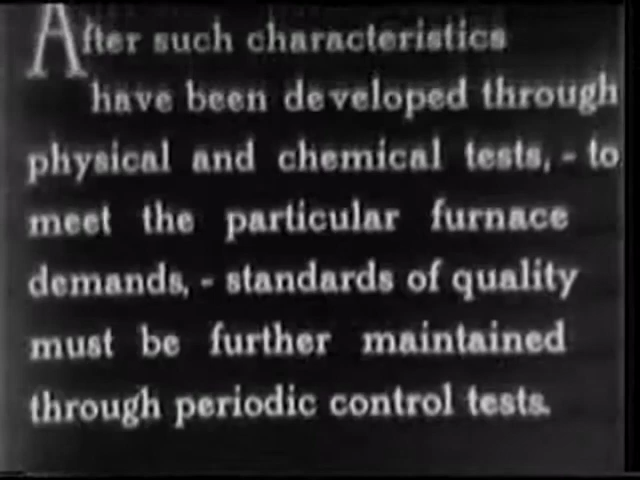 After such characteristics
have been developed through
physical and chemical tests, - to
meet the particular furnace
demands, - standards of quality
must be further maintained
through periodic control tests.